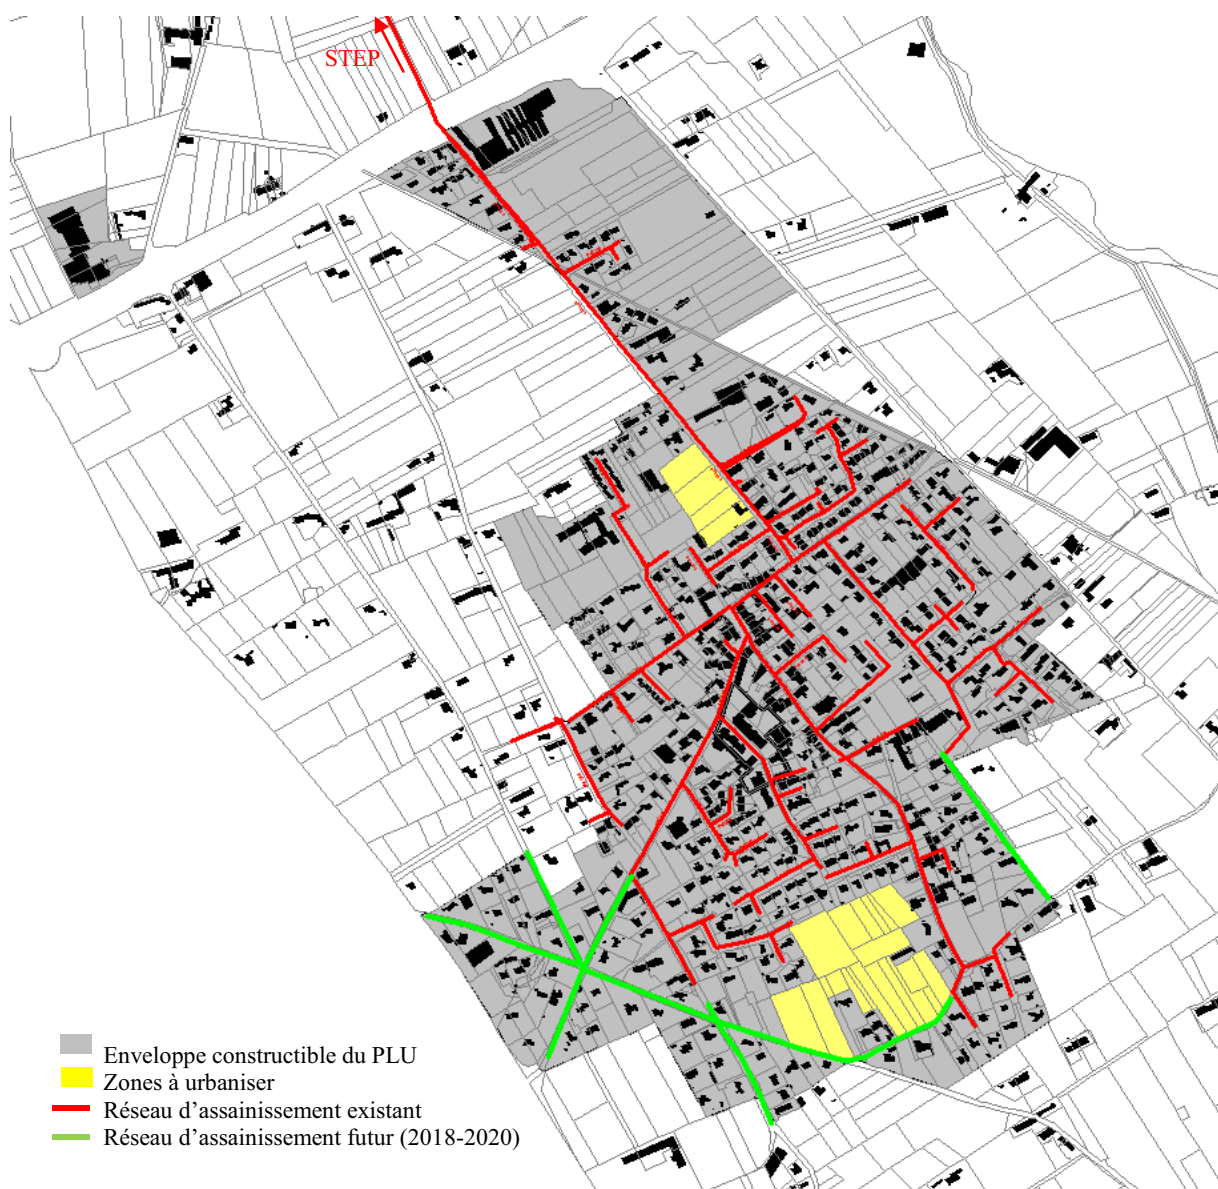 STEP
Enveloppe constructible du PLU
Zones à urbaniser
Réseau d’assainissement existant
Réseau d’assainissement futur (2018-2020)